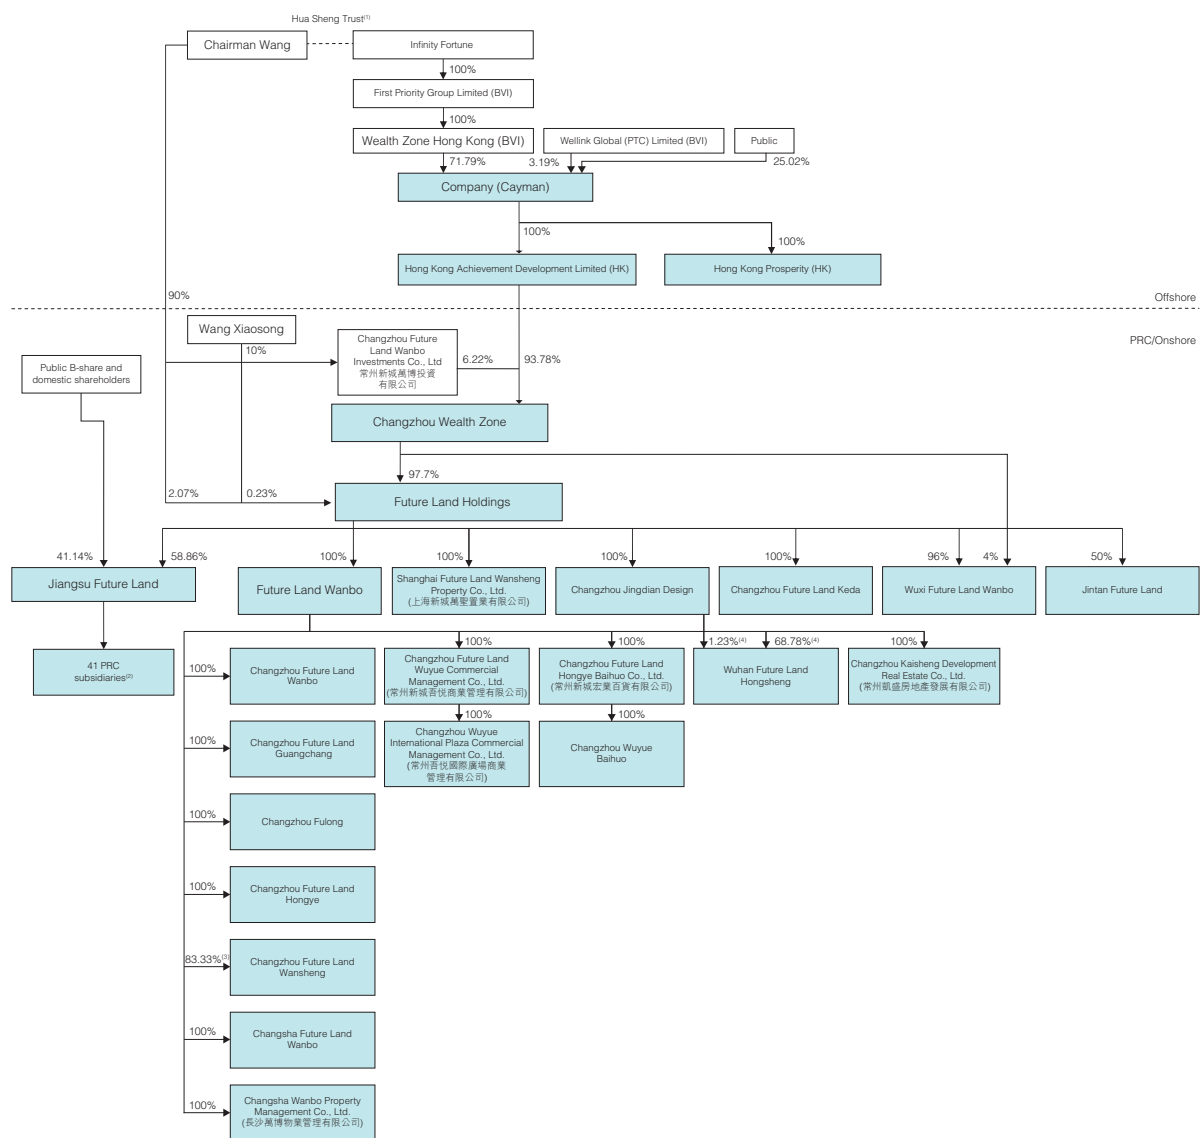 Hua Sheng Trust(1)
Chairman Wang
Infinity Fortune
100%
First Priority Group Limited (BVI)
100%
Wealth Zone Hong Kong (BVI)
Wellink Global (PTC) Limited (BVI)
Public
71.79%
3.19%
25.02%
Company (Cayman)
100%
100%
Hong Kong Achievement Development Limited (HK)
Hong Kong Prosperity (HK)
90%
Offshore
PRC/Onshore
Wang Xiaosong
10%
Public B-share and
domestic shareholders
Changzhou Future
Land Wanbo
Investments Co., Ltd
常州新城萬博投資
有限公司
6.22%
93.78%
Changzhou Wealth Zone
97.7%
2.07%
0.23%
Future Land Holdings
41.14%
58.86%
100%
100%
100%
100%
96%
4%
50%
Jiangsu Future Land
Future Land Wanbo
Shanghai Future Land Wansheng
Property Co., Ltd.
(上海新城萬聖置業有限公司)
Changzhou Jingdian Design
Changzhou Future Land Keda
Wuxi Future Land Wanbo
Jintan Future Land
41 PRC
subsidiaries(2)
100%
100%
1.23%(4)
68.78%(4)
100%
100%
Changzhou Future Land
Wanbo
Changzhou Future Land
Wuyue Commercial
Management Co., Ltd.
(常州新城吾悅商業管理有限公司)
Changzhou Future Land
Hongye Baihuo Co., Ltd.
(常州新城宏業百貨有限公司)
Wuhan Future Land
Hongsheng
Changzhou Kaisheng Development
Real Estate Co., Ltd.
(常州凱盛房地產發展有限公司)
100%
100%
100%
Changzhou Future Land
Guangchang
Changzhou Wuyue
International Plaza Commercial
Management Co., Ltd.
(常州吾悅國際廣場商業
管理有限公司)
Changzhou Wuyue
Baihuo
100%
Changzhou Fulong
100%
Changzhou Future Land
Hongye
83.33%(3)
Changzhou Future Land
Wansheng
100%
Changsha Future Land
Wanbo
100%
Changsha Wanbo Property
Management Co., Ltd.
(長沙萬博物業管理有限公司)